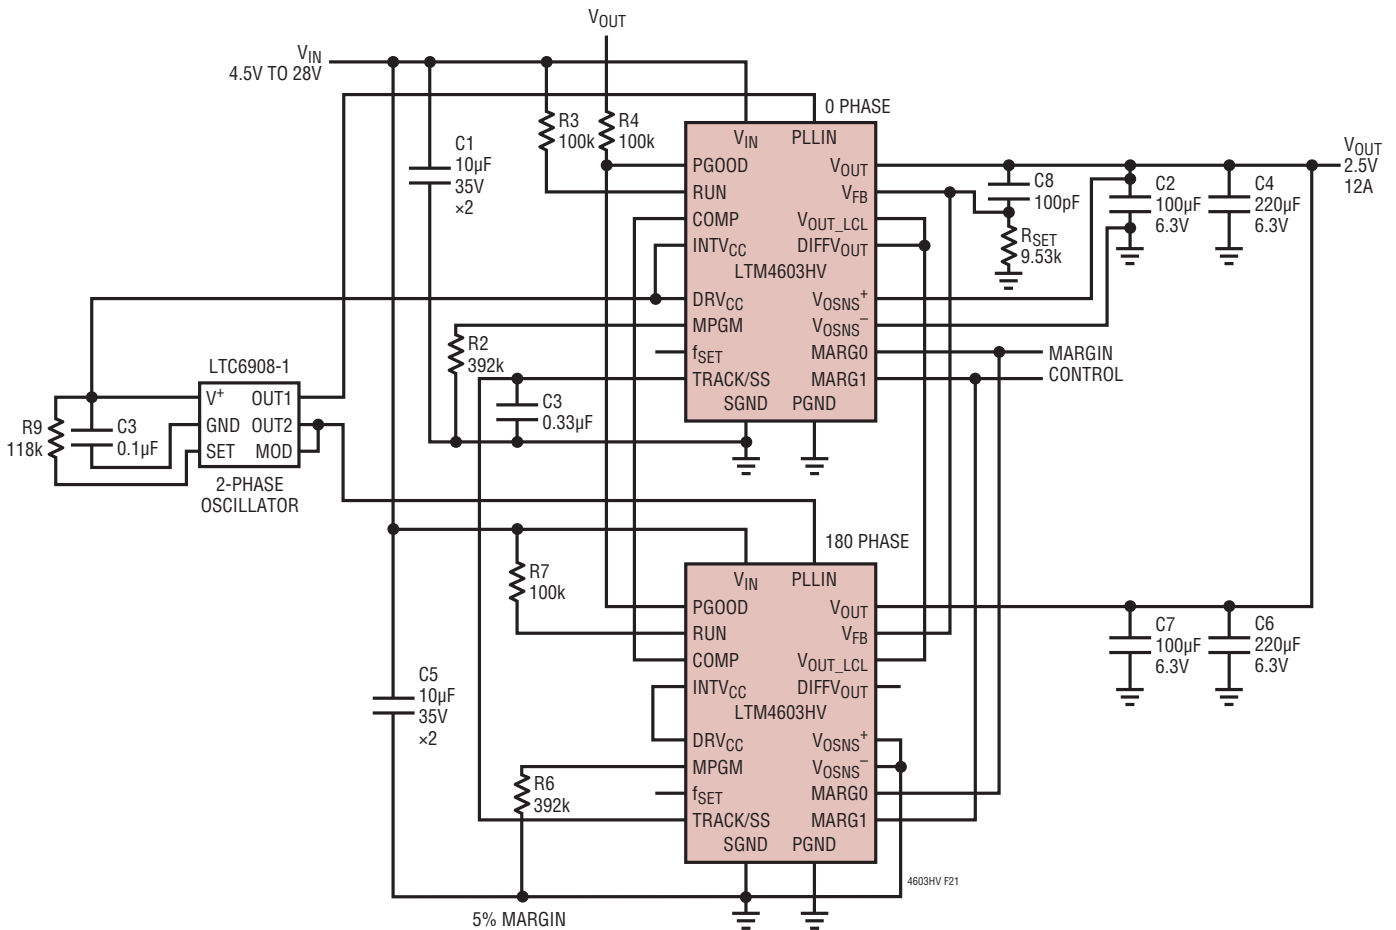 VOUT
VIN
4.5V TO 28V
R3
100k
R4
100k
C1
10µF
35V
×2
0 PHASE
VIN
PLLIN
PGOOD
RUN
COMP
INTVCC
DRVCC
MPGM
fSET
TRACK/SS
SGND
PGND
VOUT
VFB
VOUT_LCL
DIFFVOUT
LTM4603HV
VOSNS+
VOSNS–
MARG0
MARG1
C8
100pF
RSET
9.53k
C2
100µF
6.3V
C4
220µF
6.3V
VOUT
2.5V
12A
MARGIN
CONTROL
R2
392k
C3
0.33µF
LTC6908-1
V+
OUT1
GND
OUT2
SET
MOD
2-PHASE
OSCILLATOR
R9
118k
C3
0.1µF
180 PHASE
R7
100k
C5
10µF
35V
×2
VIN
PLLIN
PGOOD
RUN
COMP
INTVCC
DRVCC
MPGM
fSET
TRACK/SS
SGND
PGND
VOUT
VFB
VOUT_LCL
DIFFVOUT
LTM4603HV
VOSNS+
VOSNS–
MARG0
MARG1
C7
100µF
6.3V
C6
220µF
6.3V
R6
392k
5% MARGIN
4603HV F21